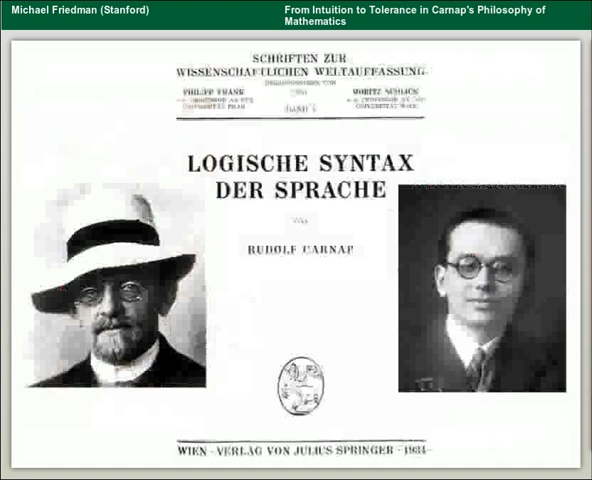 Michael Friedman (Stanford)
From Intuition to Tolerance in Carnap's Philosophy of
Mathematics
SCHRIFTEN ZUR
WISSENSCHAFTLICHEN WELTAUFFASSUNG
PHILIPP FRANK
MORITZ SCHLICK
LOGISCHE SYNTAX
DER SPRACHE
RUDOLF CARNAP
WIEN · VERLAG VON JULIUS SPRINGER · 1934